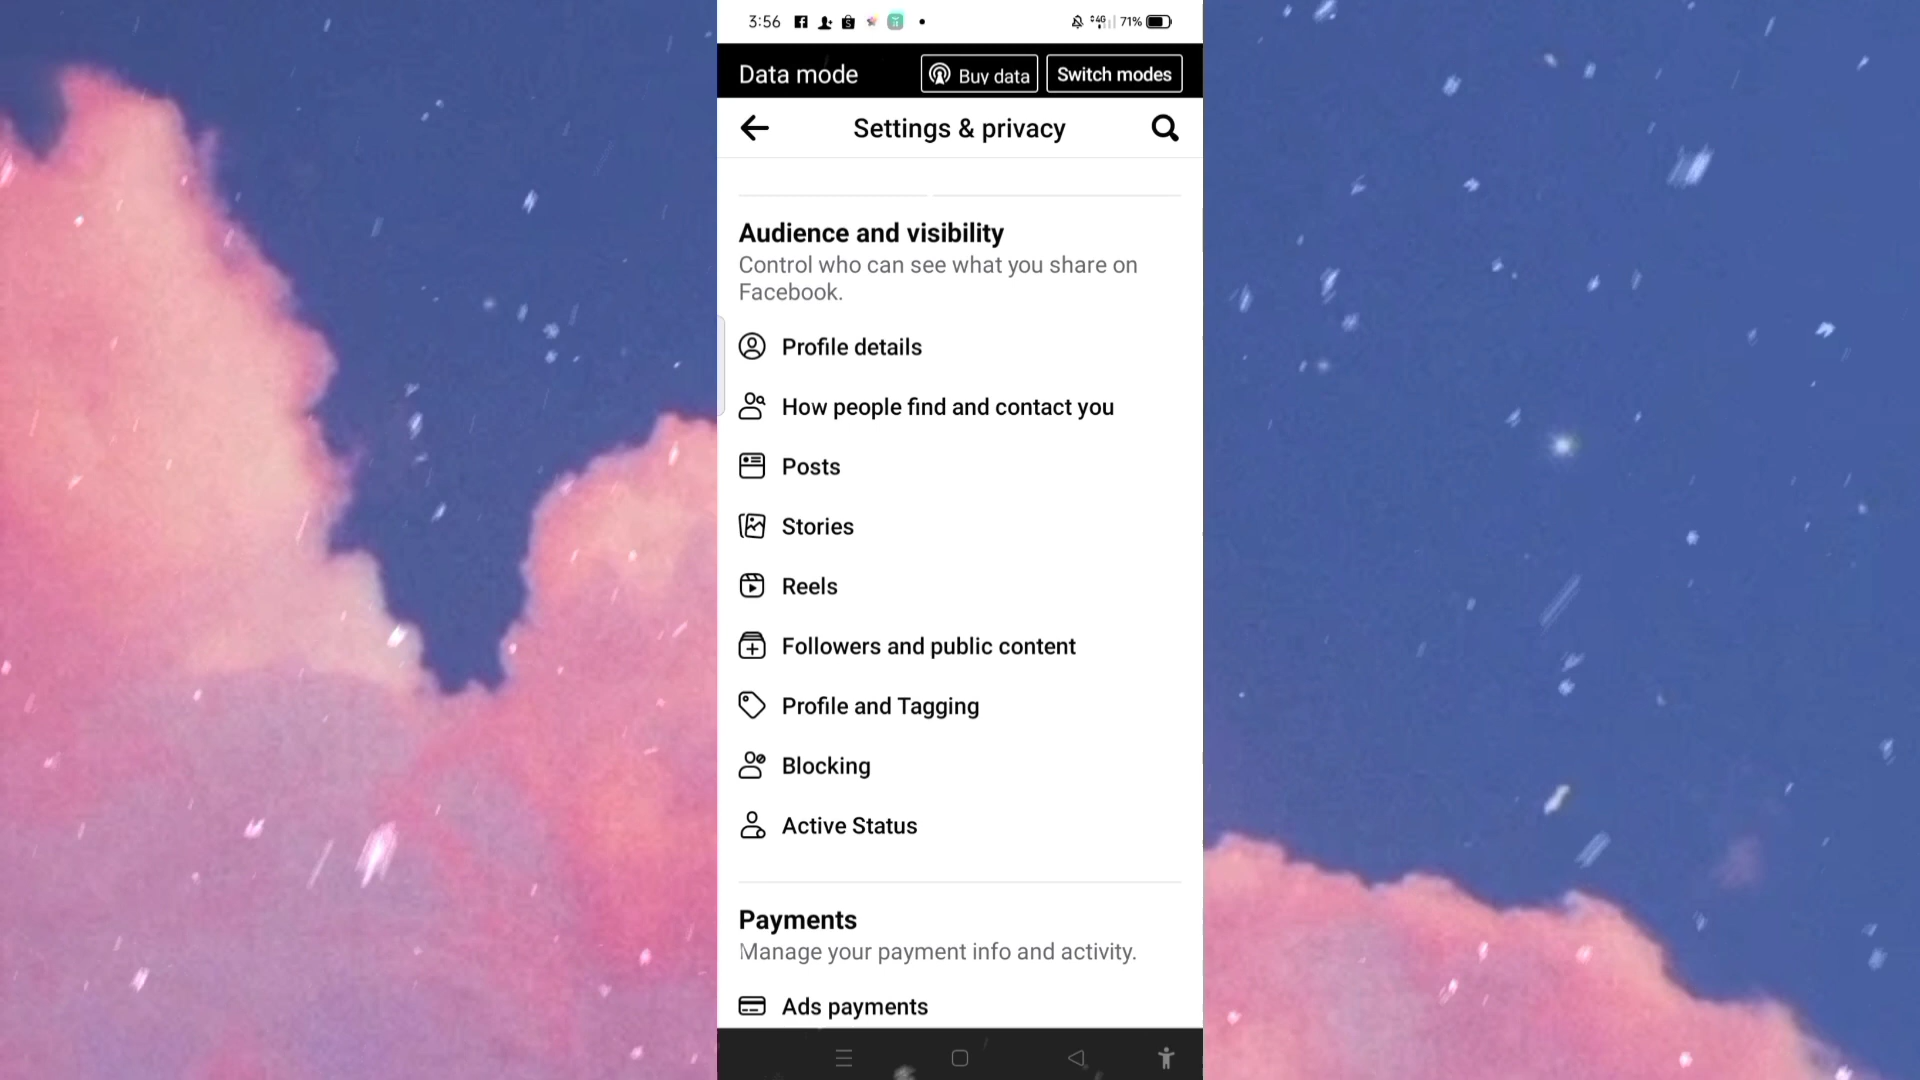 3:56 4G 71%
Data mode Buy data Switch modes
Settings & privacy
Audience and visibility
Control who can see what you share on
Facebook.
Profile details
How people find and contact you
Posts
Stories
Reels
Followers and public content
Profile and Tagging
Blocking
Active Status
Payments
Manage your payment info and activity.
Ads payments